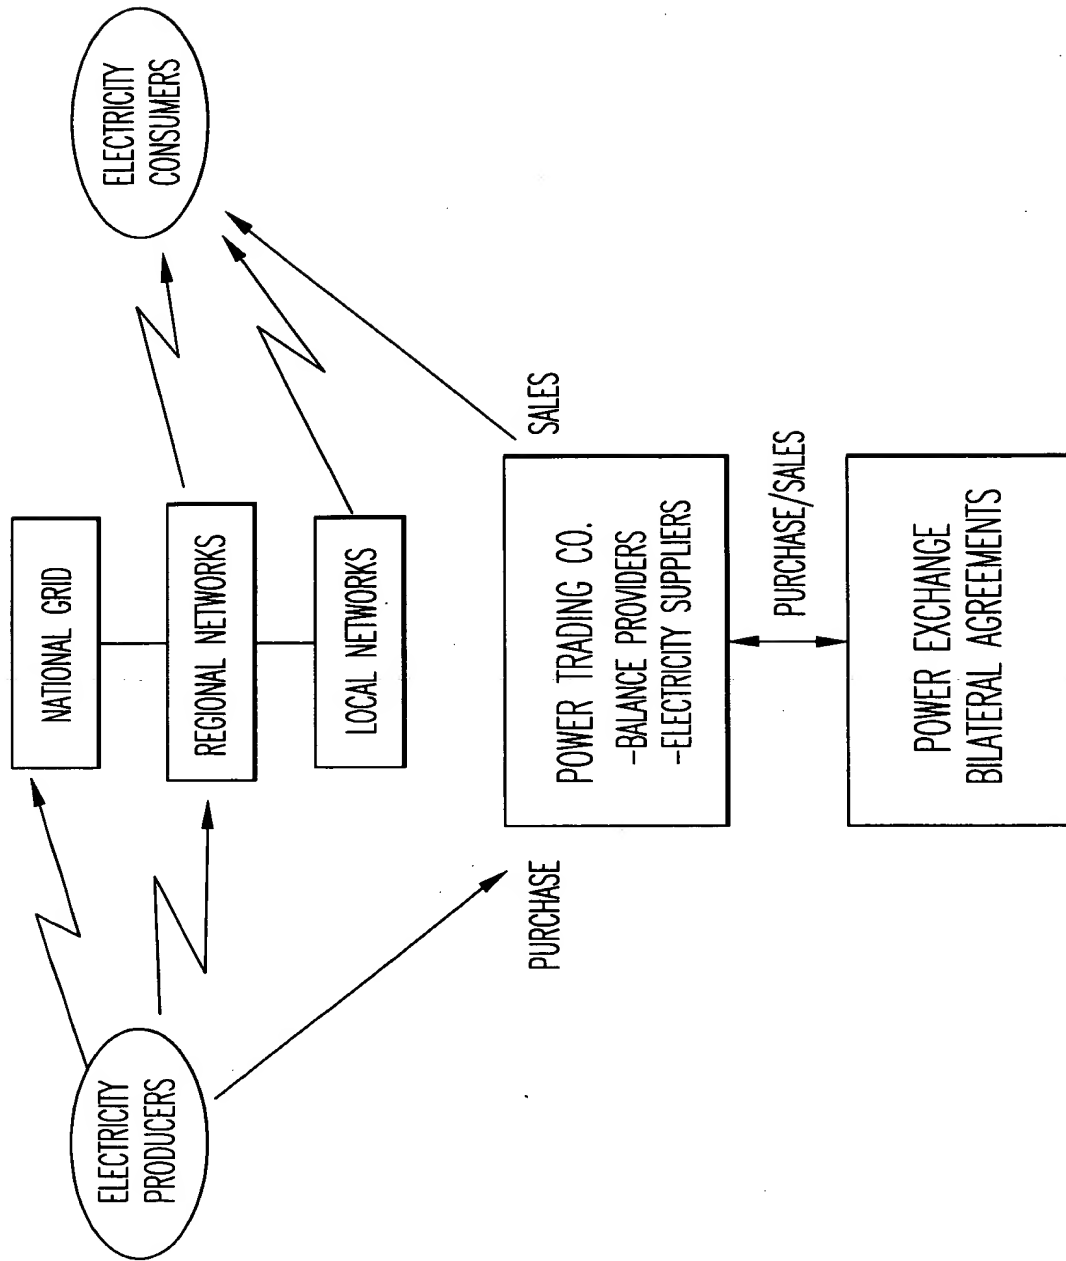 NATIONAL GRID
ELECTRICITY
PRODUCERS
REGIONAL NETWORKS
ELECTRICITY
CONSUMERS
LOCAL NETWORKS
PURCHASE
POWER TRADING CO.
-BALANCE PROVIDERS
-ELECTRICITY SUPPLIERS
SALES
PURCHASE/SALES
POWER EXCHANGE
BILATERAL AGREEMENTS